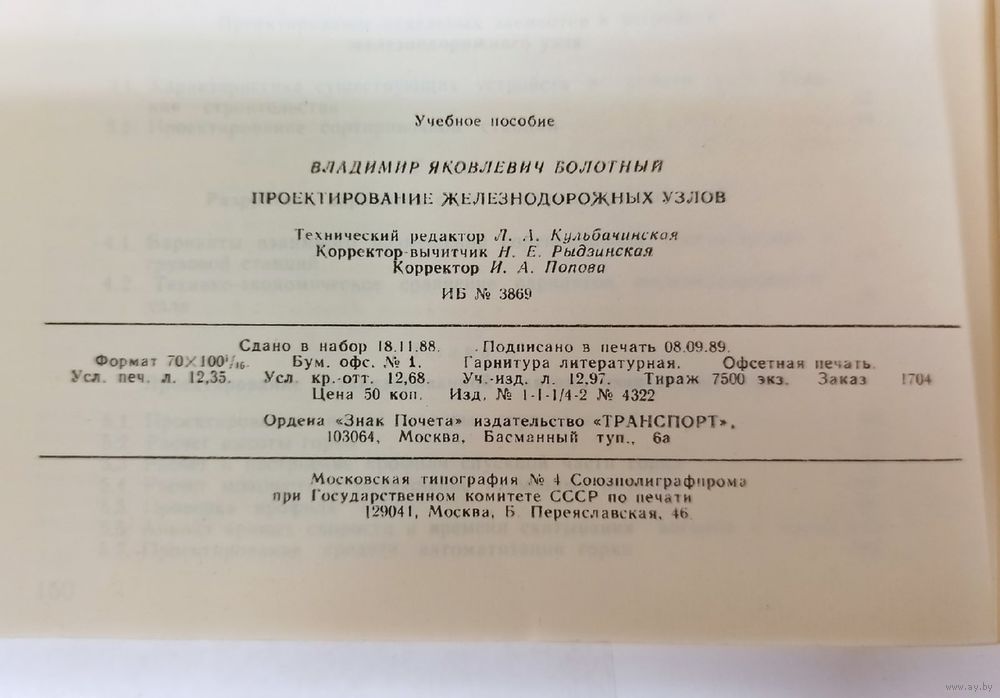 Учебное пособие
ВЛАДИМИР ЯКОВЛЕВИЧ БОЛОТНЫЙ
ПРОЕКТИРОВАНИЕ ЖЕЛЕЗНОДОРОЖНЫХ УЗЛОВ
Технический редактор Л. А. Кульбачинская
Корректор-вычитчик Н. Е. Рыдзинская
Корректор И. А. Попова
ИБ № 3869
Сдано в набор 18.11.88. Подписано в печать 08.09.89.
Формат 70×100¹/₁₆. Бум. офс. № 1. Гарнитура литературная. Офсетная печать.
Усл. печ. л. 12,35. Усл. кр.-отт. 12,68. Уч.-изд. л. 12,97. Тираж 7500 экз. Заказ 1704
Цена 50 коп. Изд. № 1-1-1/4-2 № 4322
Ордена «Знак Почета» издательство «ТРАНСПОРТ»,
103064, Москва, Басманный туп., 6а
Московская типография № 4 Союзполиграфпрома
при Государственном комитете СССР по печати
129041, Москва, Б. Переяславская, 46
www.ay.by